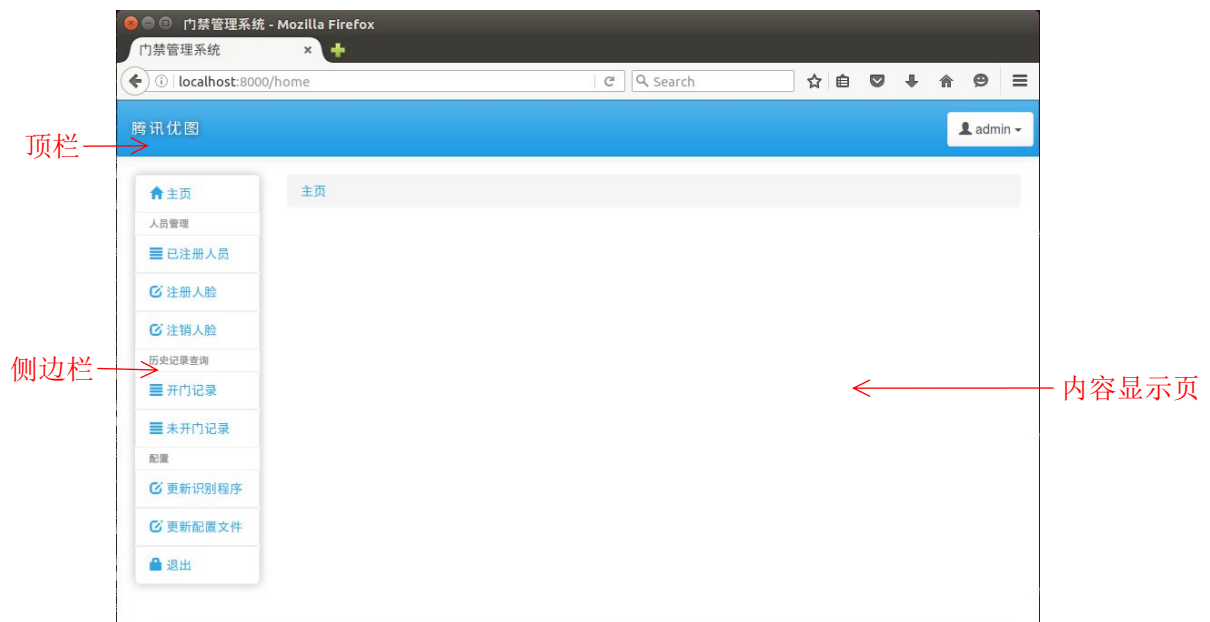 门禁管理系统 - Mozilla Firefox
门禁管理系统
localhost:8000/home
Search
腾讯优图
admin
顶栏
主页
主页
人员管理
已注册人员
注册人脸
注销人脸
历史记录查询
侧边栏
开门记录
内容显示页
未开门记录
配置
更新识别程序
更新配置文件
退出